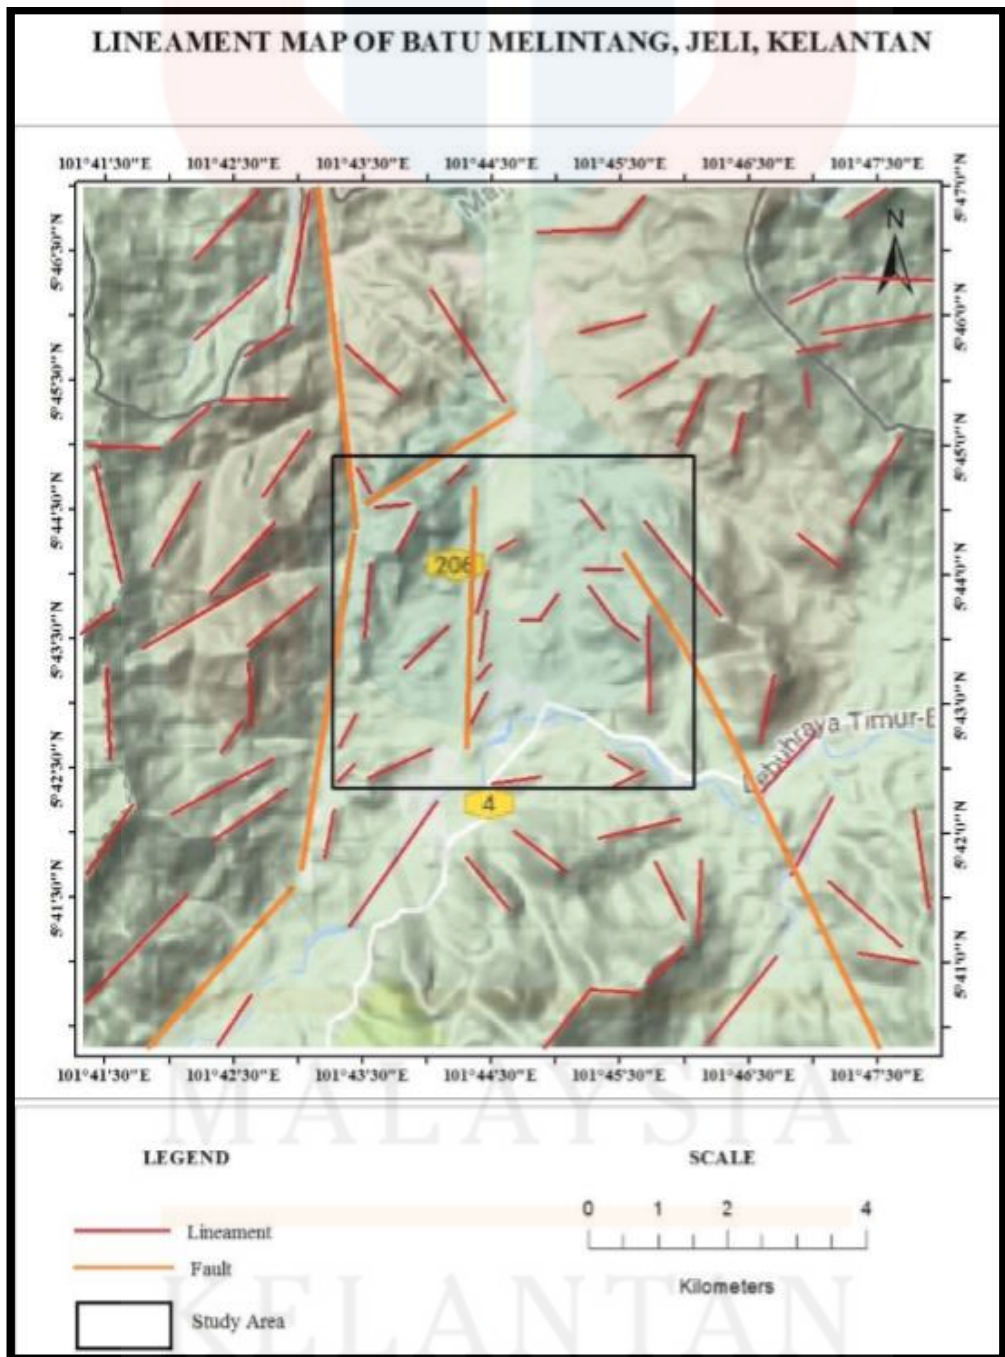 LINEAMENT MAP OF BATU MELINTANG, JELI, KELANTAN
101°41'30"E 101°42'30"E 101°43'30"E 101°44'30"E 101°45'30"E 101°46'30"E 101°47'30"E
5°47'0"N
5°46'30"N
N
5°46'0"N
5°45'30"N
5°45'0"N
5°44'30"N
206
5°44'0"N
5°43'30"N
5°43'0"N
Lebuhraya Timur-B
5°42'30"N
4
5°42'0"N
5°41'30"N
5°41'0"N
101°41'30"E 101°42'30"E 101°43'30"E 101°44'30"E 101°45'30"E 101°46'30"E 101°47'30"E
MALAYSIA
LEGEND
SCALE
0 1 2 4
Lineament
Fault
Kilometers
KELANTAN
Study Area